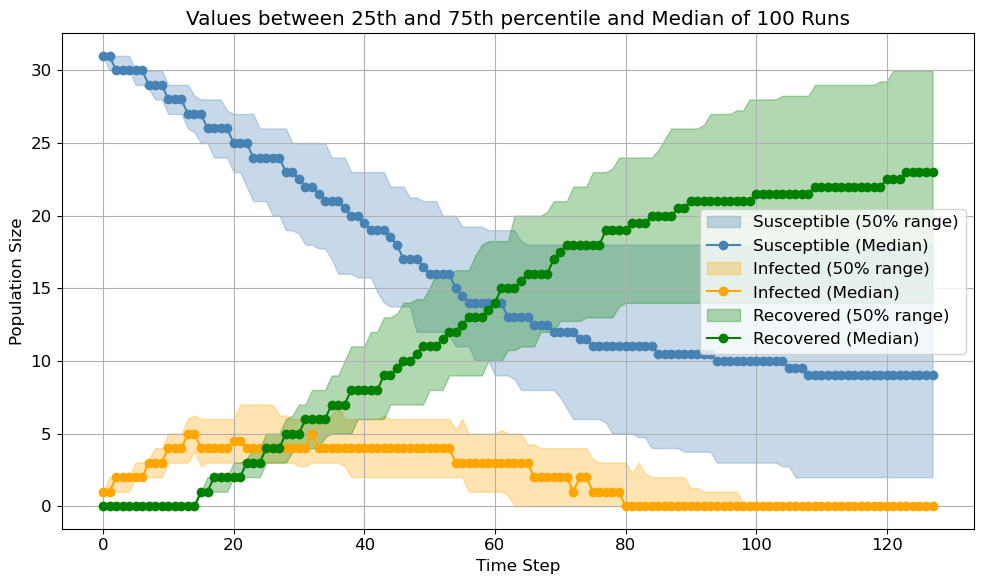 Values between 25th and 75th percentile and Median of 100 Runs
Population Size
30
25
20
15
10
5
0
Susceptible (50% range)
Susceptible (Median)
Infected (50% range)
Infected (Median)
Recovered (50% range)
Recovered (Median)
0
20
40
60
80
100
120
Time Step